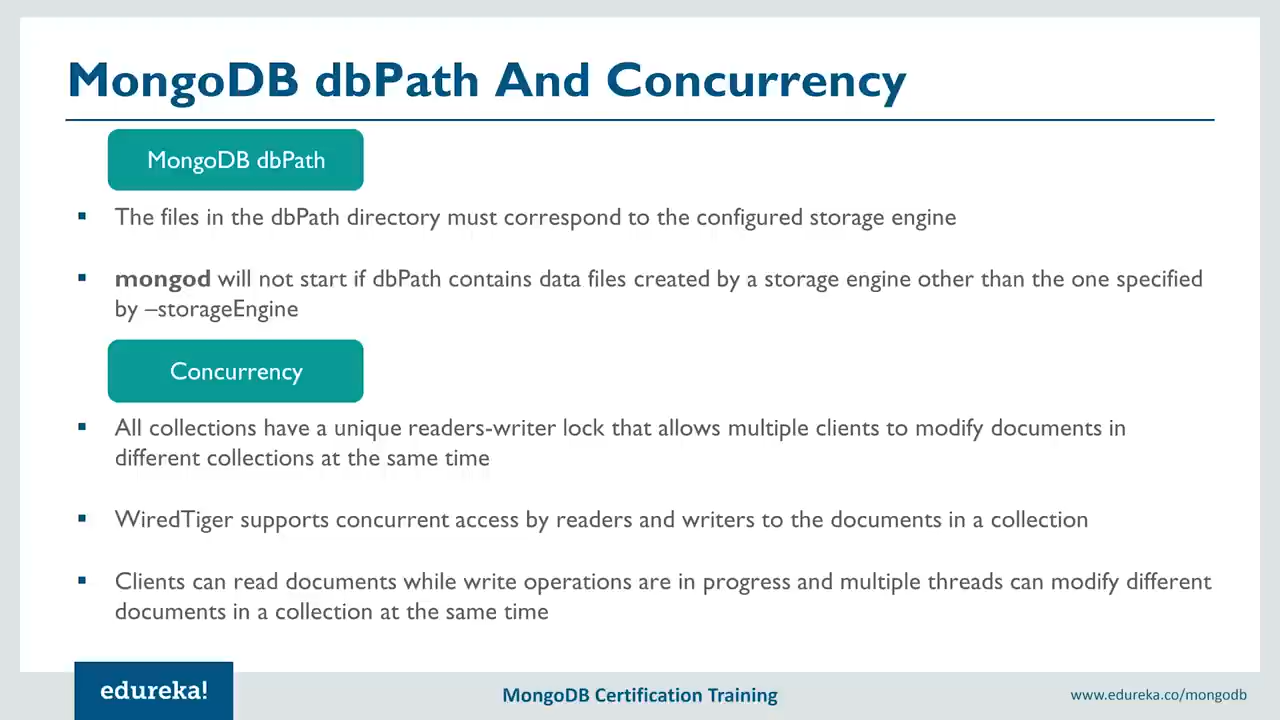 MongoDB dbPath And Concurrency
MongoDB dbPath
▪ The files in the dbPath directory must correspond to the configured storage engine
▪ mongod will not start if dbPath contains data files created by a storage engine other than the one specified
by –storageEngine
Concurrency
▪ All collections have a unique readers-writer lock that allows multiple clients to modify documents in
different collections at the same time
▪ WiredTiger supports concurrent access by readers and writers to the documents in a collection
▪ Clients can read documents while write operations are in progress and multiple threads can modify different
documents in a collection at the same time
edureka!
MongoDB Certification Training
www.edureka.co/mongodb